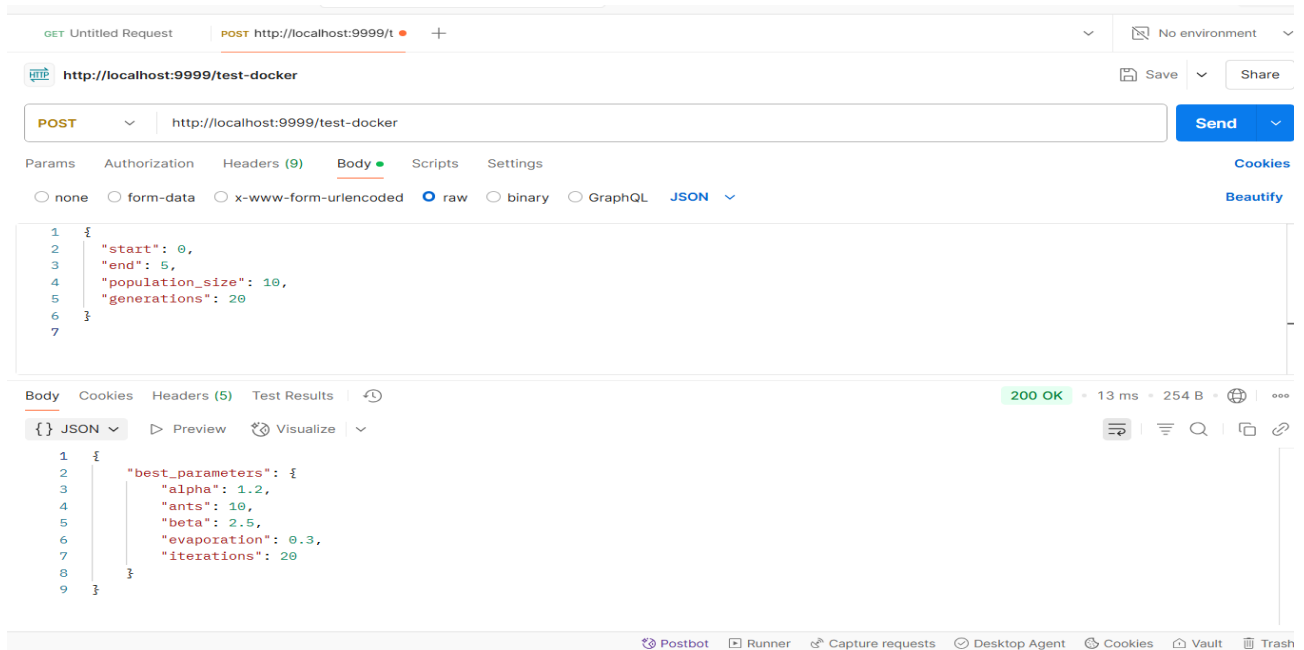 GET Untitled Request POST http://localhost:9999/t No environment
HTTP http://localhost:9999/test-docker Save Share
POST http://localhost:9999/test-docker Send
Params Authorization Headers (9) Body Scripts Settings Cookies
none form-data x-www-form-urlencoded raw binary GraphQL JSON Beautify
1 {
2 "start": 0,
3 "end": 5,
4 "population_size": 10,
5 "generations": 20
6 }
7
Body Cookies Headers (5) Test Results 200 OK 13 ms 254 B
{} JSON Preview Visualize
1 {
2 "best_parameters": {
3 "alpha": 1.2,
4 "ants": 10,
5 "beta": 2.5,
6 "evaporation": 0.3,
7 "iterations": 20
8 }
9 }
Postbot Runner Capture requests Desktop Agent Cookies Vault Trash